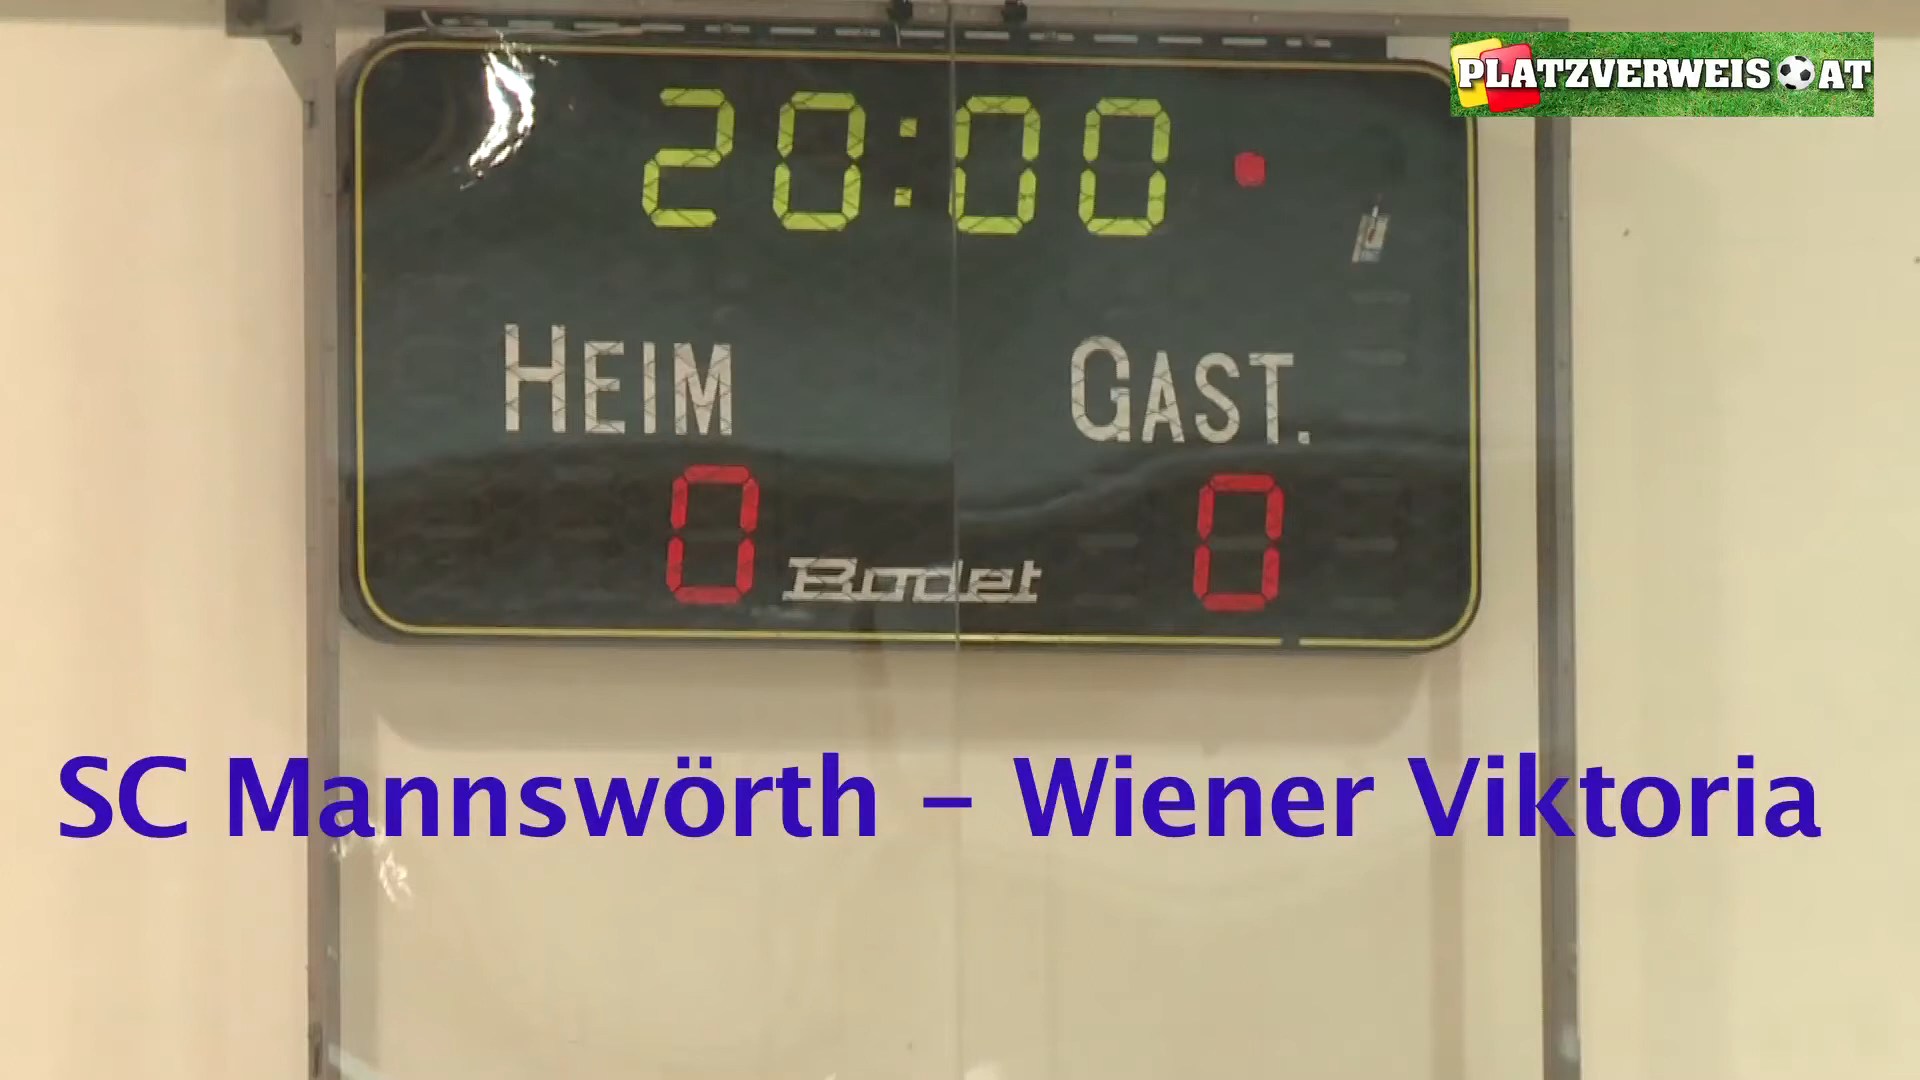 PLATZVERWEIS AT
20:00
HEIM GAST.
0 0
Bodet
SC Mannswörth – Wiener Viktoria